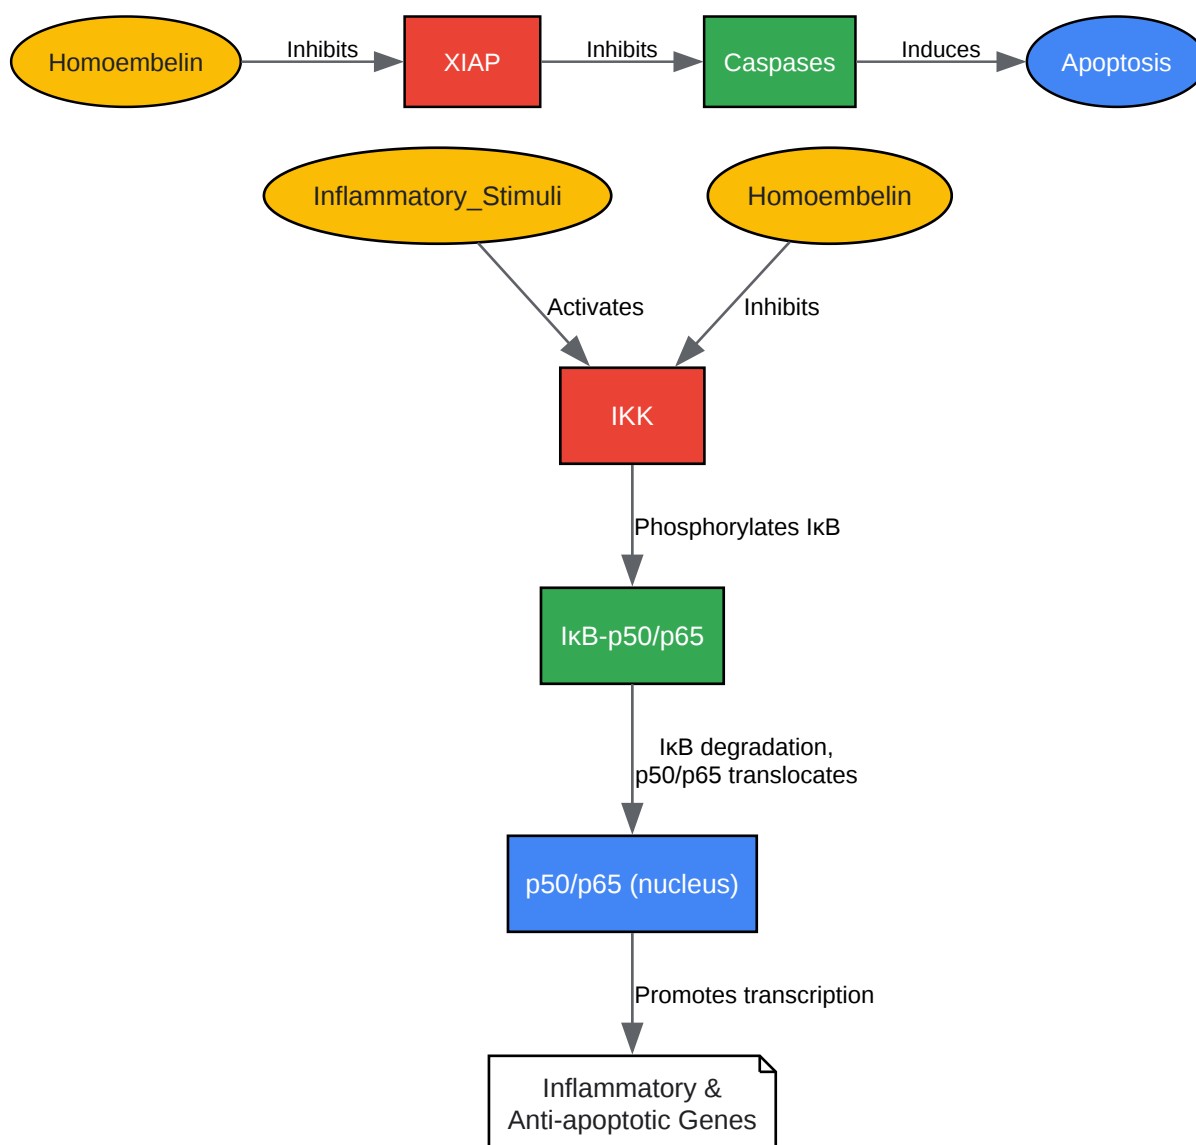 Homoembelin
Inhibits
XIAP
Inhibits
Caspases
Induces
Apoptosis
Inflammatory_Stimuli
Homoembelin
Activates
Inhibits
IKK
Phosphorylates IκB
IκB-p50/p65
IκB degradation,
p50/p65 translocates
p50/p65 (nucleus)
Promotes transcription
Inflammatory &
Anti-apoptotic Genes